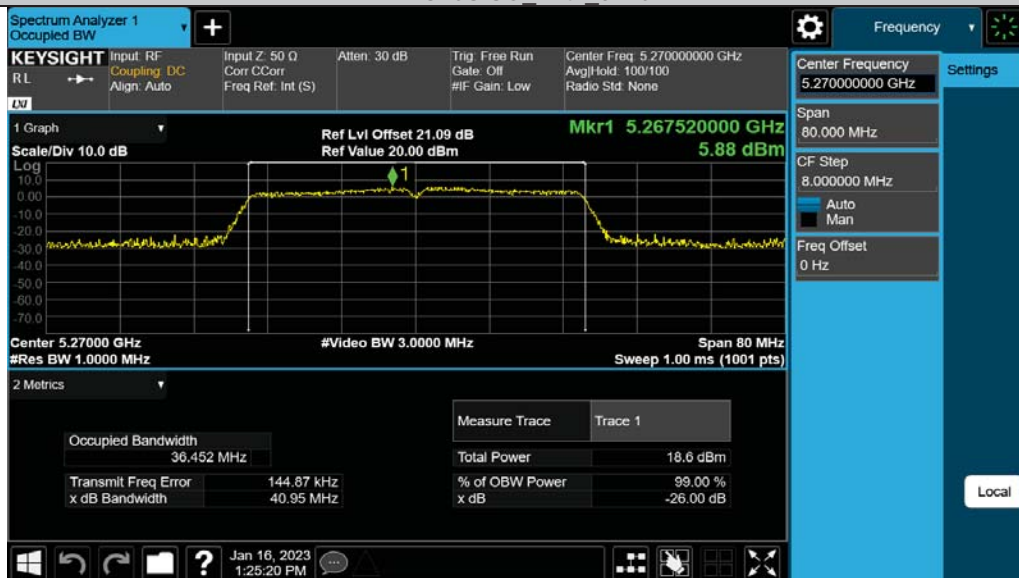 Spectrum Analyzer 1
Occupied BW
Frequency
KEYSIGHT
RL
LXI
Input: RF
Coupling: DC
Align: Auto
Input Z: 50 Ω
Corr CCorr
Freq Ref: Int (S)
Atten: 30 dB
Trig: Free Run
Gate: Off
#IF Gain: Low
Center Freq: 5.270000000 GHz
Avg|Hold: 100/100
Radio Std: None
1 Graph
Scale/Div 10.0 dB
Ref Lvl Offset 21.09 dB
Ref Value 20.00 dBm
Mkr1 5.267520000 GHz
5.88 dBm
Log
10.0
0.00
-10.0
-20.0
-30.0
-40.0
-50.0
-60.0
-70.0
1
Center 5.27000 GHz
#Video BW 3.0000 MHz
Span 80 MHz
#Res BW 1.0000 MHz
Sweep 1.00 ms (1001 pts)
2 Metrics
Measure Trace
Trace 1
Occupied Bandwidth
36.452 MHz
Total Power
18.6 dBm
Transmit Freq Error
144.87 kHz
% of OBW Power
99.00 %
x dB Bandwidth
40.95 MHz
x dB
-26.00 dB
?
Jan 16, 2023
1:25:20 PM
Center Frequency
5.270000000 GHz
Span
80.000 MHz
CF Step
8.000000 MHz
Auto
Man
Freq Offset
0 Hz
Settings
Local